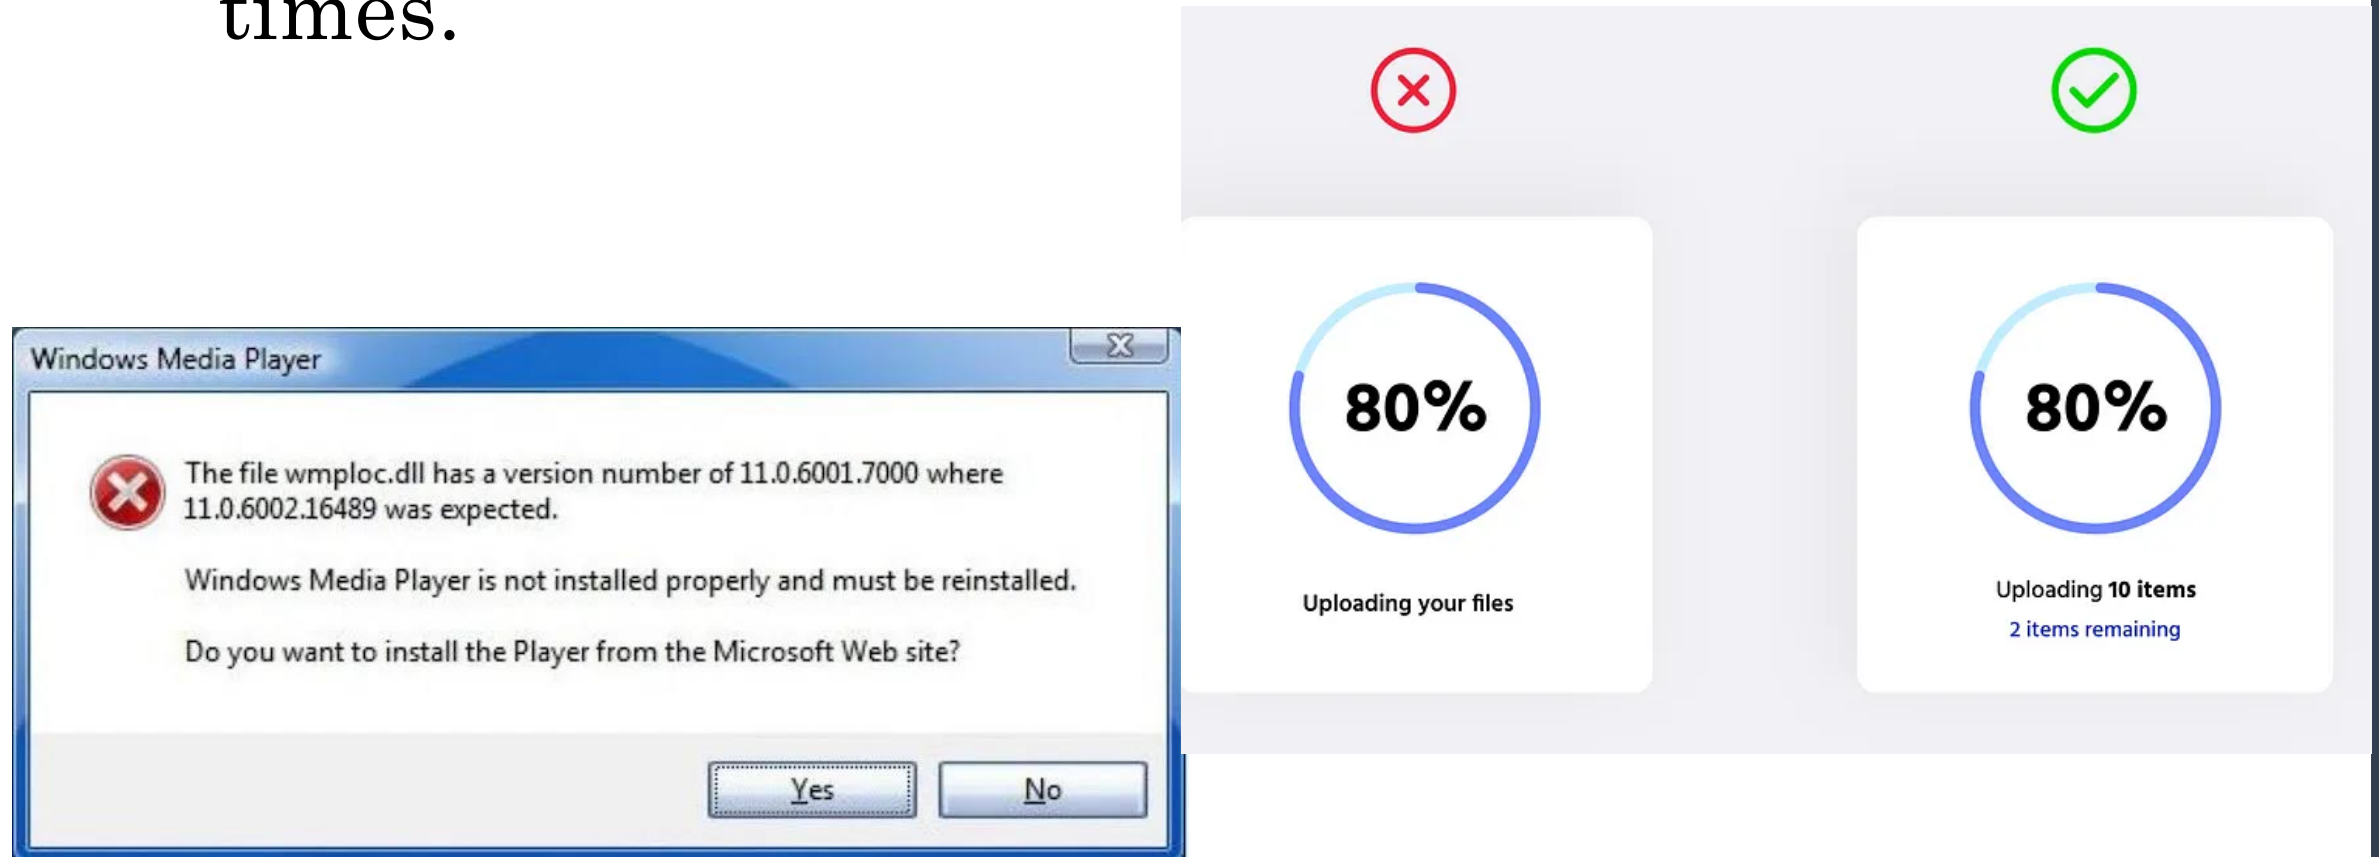 times.
Windows Media Player
The file wmploc.dll has a version number of 11.0.6001.7000 where
11.0.6002.16489 was expected.
Windows Media Player is not installed properly and must be reinstalled.
Do you want to install the Player from the Microsoft Web site?
Yes
No
80%
Uploading your files
80%
Uploading 10 items
2 items remaining